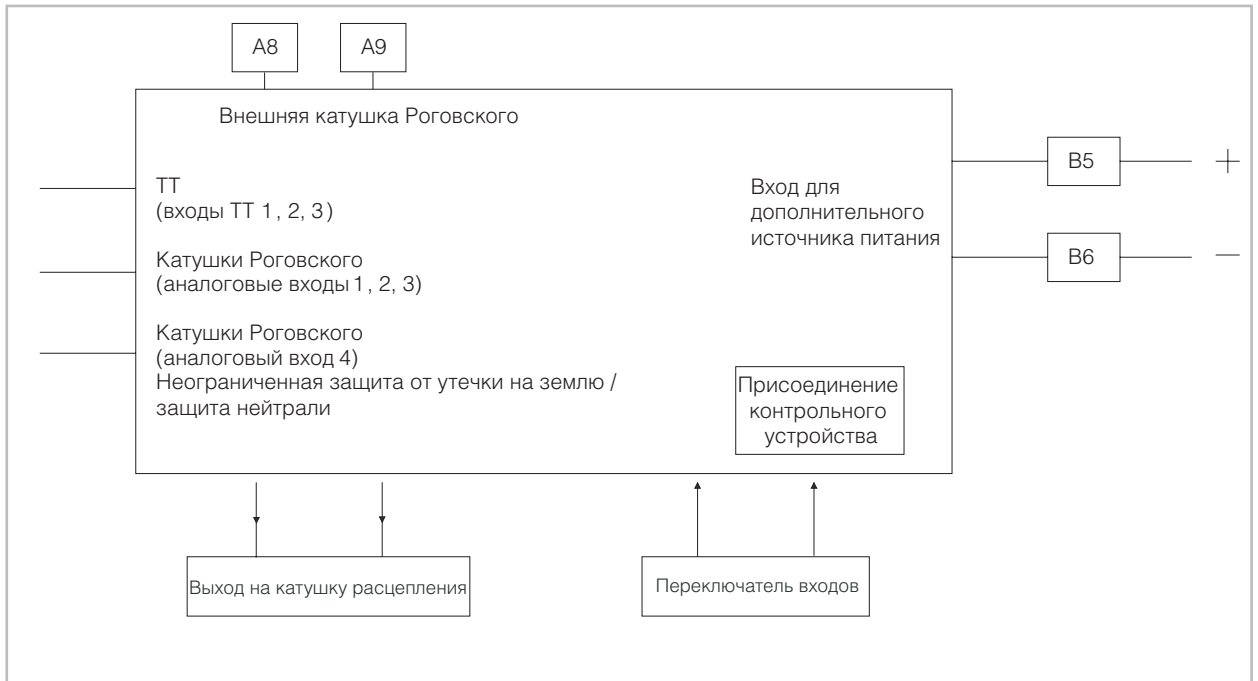 A8
A9
Внешняя катушка Роговского
ТТ
(входы ТТ 1, 2, 3)
Катушки Роговского
(аналоговые входы 1, 2, 3)
Катушки Роговского
(аналоговый вход 4)
Неограниченная защита от утечки на землю /
защита нейтрали
Вход для
дополнительного
источника питания
B5
+
B6
—
Присоединение
контрольного
устройства
Выход на катушку расцепления
Переключатель входов